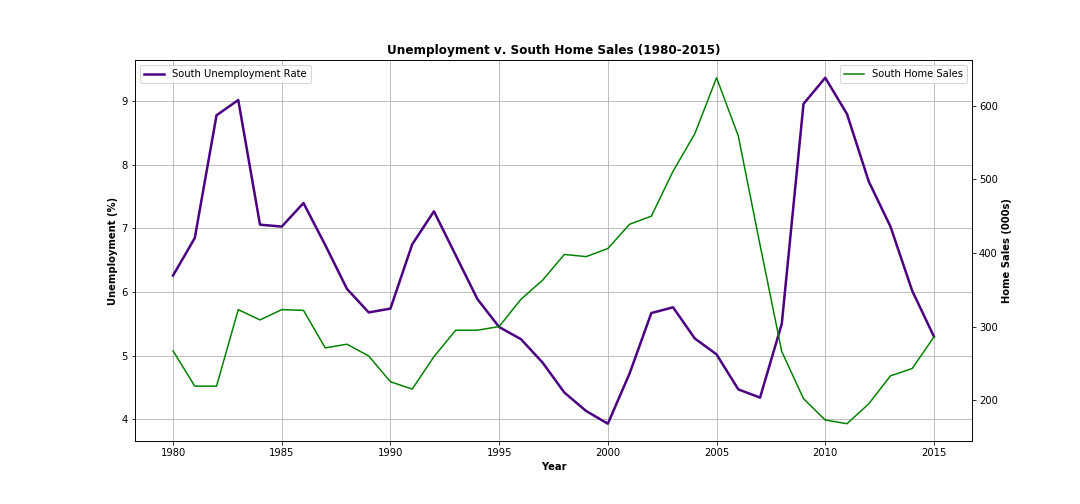 Unemployment v. South Home Sales (1980-2015)
South Unemployment Rate
South Home Sales
9
8
7
6
5
4
Unemployment (%)
600
500
400
300
200
Home Sales (000s)
1980 1985 1990 1995 2000 2005 2010 2015
Year